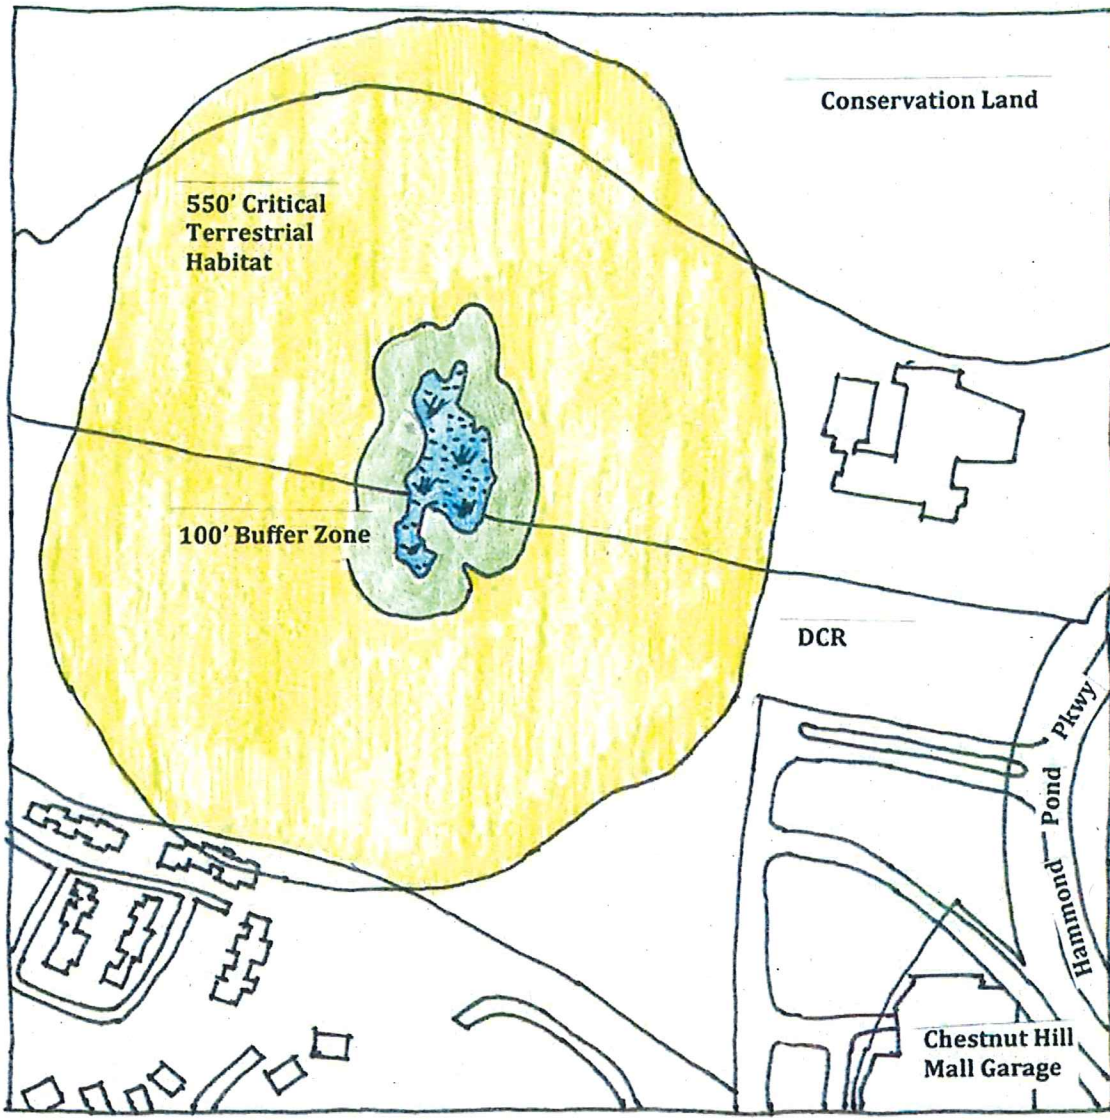 Conservation Land
550' Critical
Terrestrial
Habitat
100' Buffer Zone
DCR
Hammond Pond Pkwy
Chestnut Hill
Mall Garage